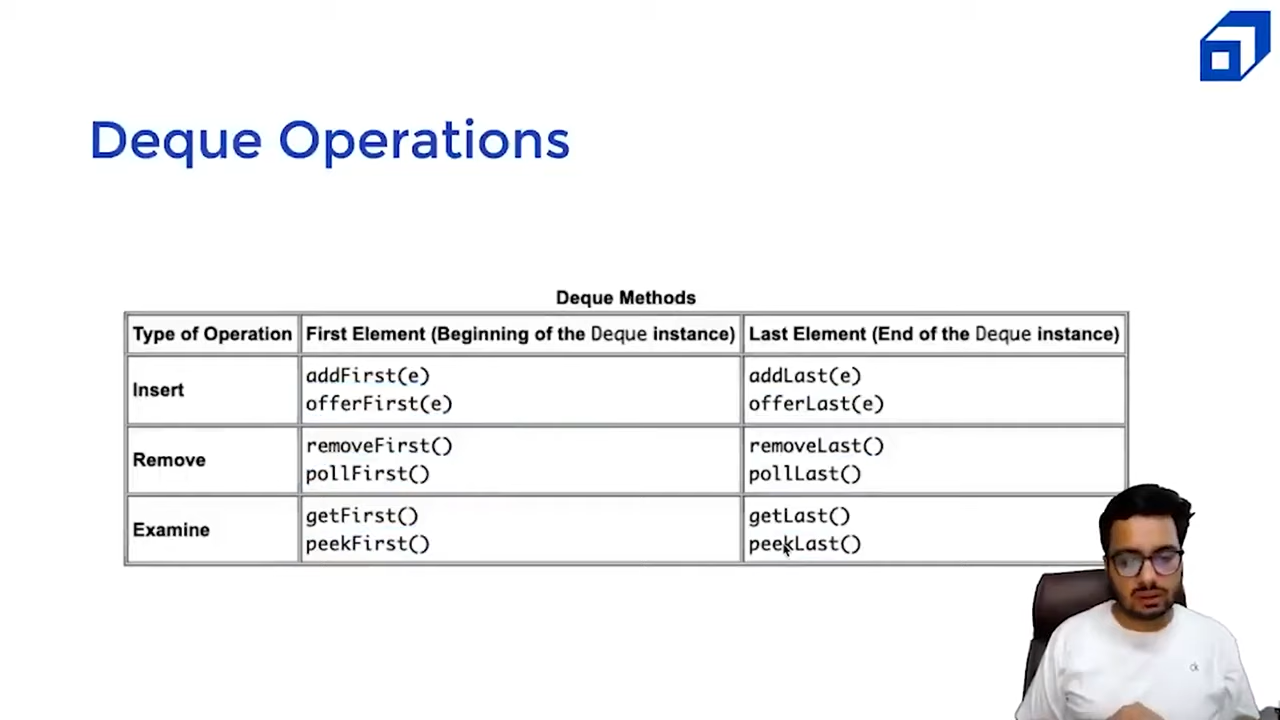 Deque Operations
Deque Methods
Type of Operation First Element (Beginning of the Deque instance) Last Element (End of the Deque instance)
Insert
addFirst(e)
offerFirst(e)
addLast(e)
offerLast(e)
Remove
removeFirst()
pollFirst()
removeLast()
pollLast()
Examine
getFirst()
peekFirst()
getLast()
peekLast()